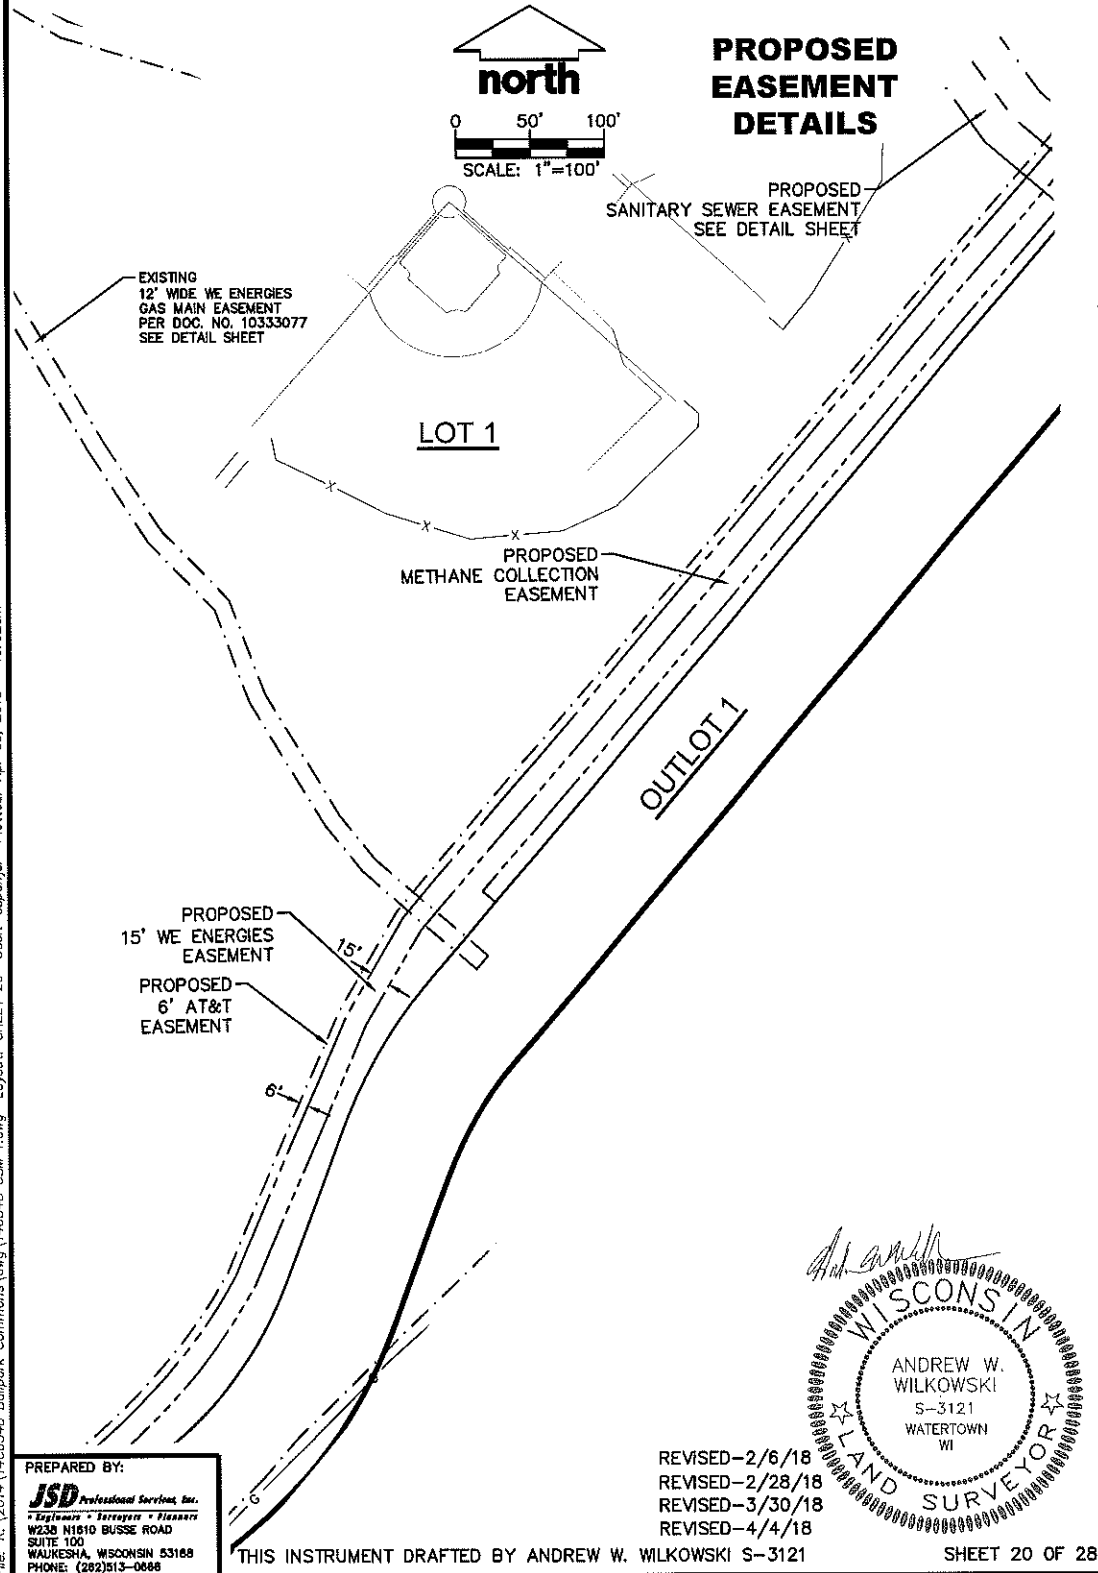 PROPOSED
EASEMENT
DETAILS
north
0 50' 100'
SCALE: 1"=100'
PROPOSED
SANITARY SEWER EASEMENT
SEE DETAIL SHEET
EXISTING
12' WIDE WE ENERGIES
GAS MAIN EASEMENT
PER DOC. NO. 10333077
SEE DETAIL SHEET
LOT 1
X
X
X
X
PROPOSED
METHANE COLLECTION
EASEMENT
OUTLOT 1
PROPOSED
15' WE ENERGIES
EASEMENT
15'
PROPOSED
6' AT&T
EASEMENT
6'
G
G
WISCONSIN
ANDREW W.
WILKOWSKI
S-3121
WATERTOWN
WI
LAND SURVEYOR
REVISED-2/6/18
REVISED-2/28/18
REVISED-3/30/18
REVISED-4/4/18
PREPARED BY:
JSD Professional Services, Inc.
• Engineers • Surveyors • Planners
W238 N1610 BUSSE ROAD
SUITE 100
WAUKESHA, WISCONSIN 53188
PHONE: (262)513-0666
THIS INSTRUMENT DRAFTED BY ANDREW W. WILKOWSKI S-3121
SHEET 20 OF 28